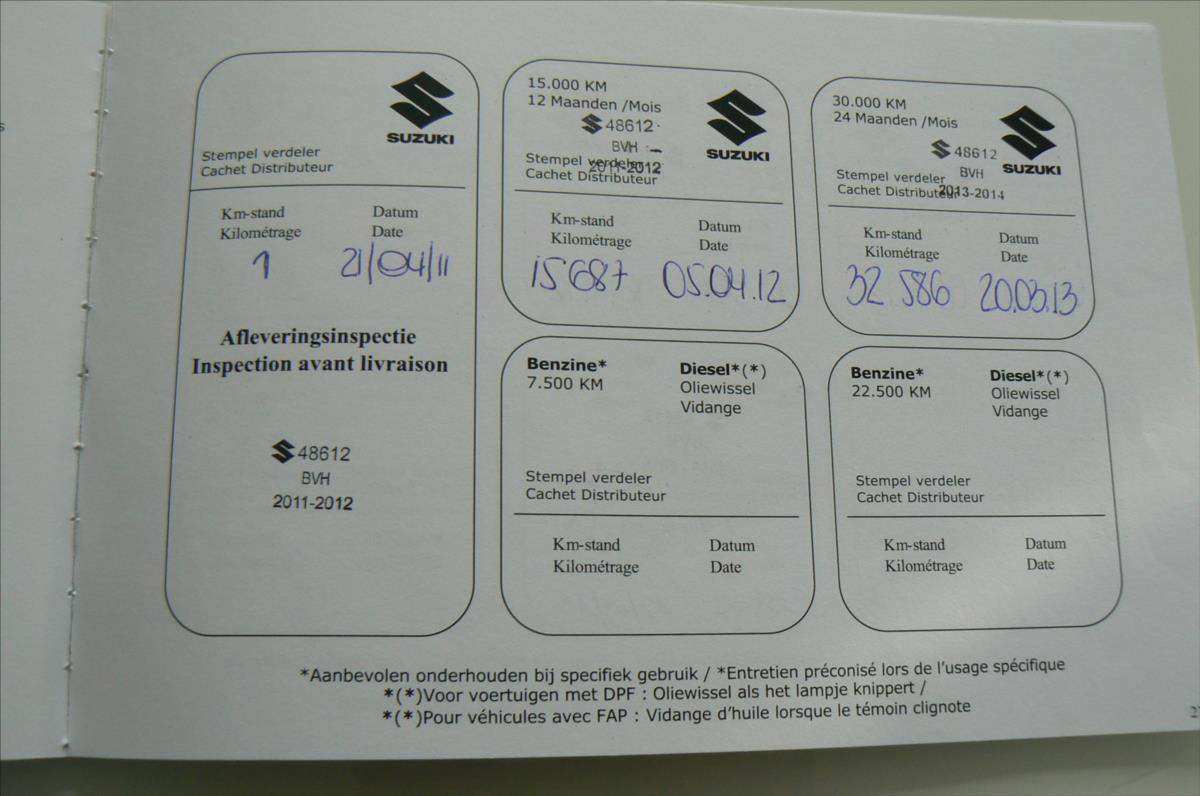 SUZUKI
Stempel verdeler
Cachet Distributeur
Km-stand Datum
Kilométrage Date
1 21/04/11
Afleveringsinspectie
Inspection avant livraison
48612
BVH
2011-2012
15.000 KM
12 Maanden /Mois
48612
SUZUKI
BVH
Stempel verdeler
2011-2012
Cachet Distributeur
Km-stand Datum
Kilométrage Date
15687 05.04.12
30.000 KM
24 Maanden /Mois
48612
SUZUKI
BVH
Stempel verdeler
Cachet Distributeur 2013-2014
Km-stand Datum
Kilométrage Date
32 586 20.03.13
Benzine* Diesel*(*)
7.500 KM Oliewissel
Vidange
Stempel verdeler
Cachet Distributeur
Km-stand Datum
Kilométrage Date
Benzine* Diesel*(*)
22.500 KM Oliewissel
Vidange
Stempel verdeler
Cachet Distributeur
Km-stand Datum
Kilométrage Date
*Aanbevolen onderhouden bij specifiek gebruik / *Entretien préconisé lors de l'usage spécifique
*(*)Voor voertuigen met DPF : Oliewissel als het lampje knippert /
*(*)Pour véhicules avec FAP : Vidange d'huile lorsque le témoin clignote